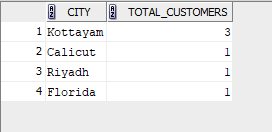 CITY TOTAL_CUSTOMERS
1 Kottayam 3
2 Calicut 1
3 Riyadh 1
4 Florida 1